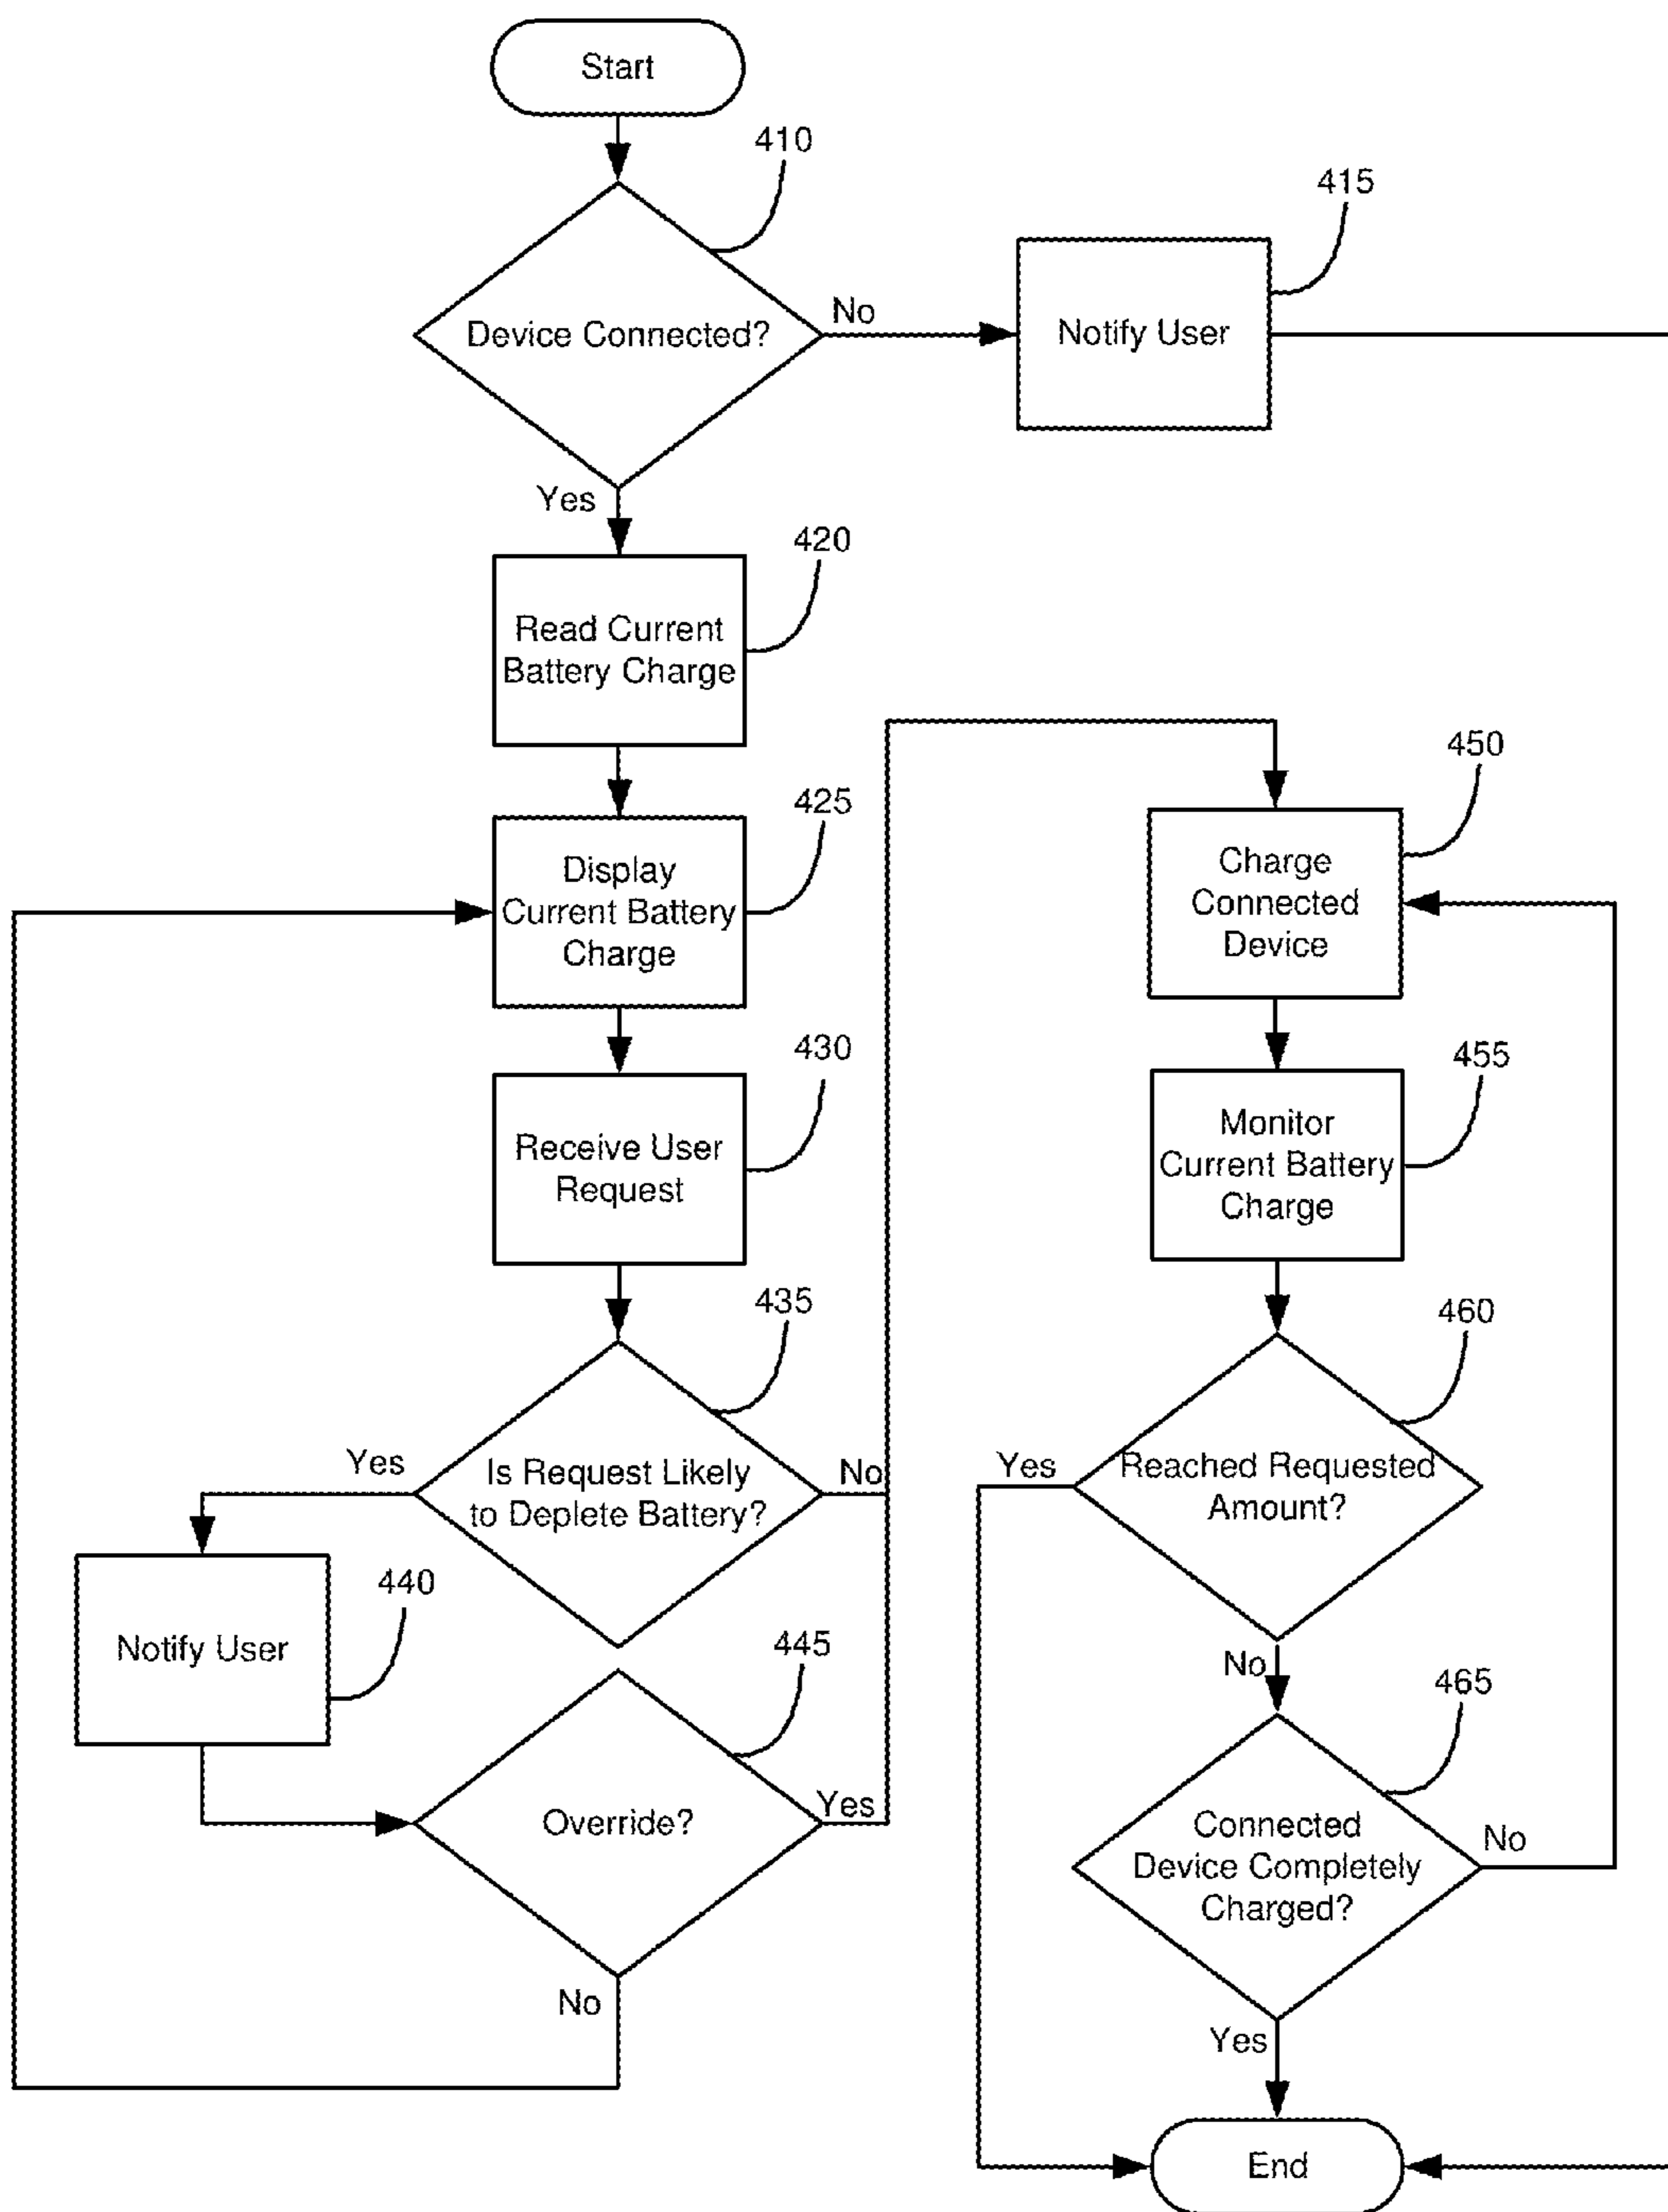 Start
410
Device Connected?
No
415
Notify User
Yes
420
Read Current
Battery Charge
425
Display
Current Battery
Charge
430
Receive User
Request
435
Is Request Likely
to Deplete Battery?
Yes
No
440
Notify User
445
Override?
Yes
No
450
Charge
Connected
Device
455
Monitor
Current Battery
Charge
460
Reached Requested
Amount?
Yes
No
465
Connected
Device Completely
Charged?
No
Yes
End